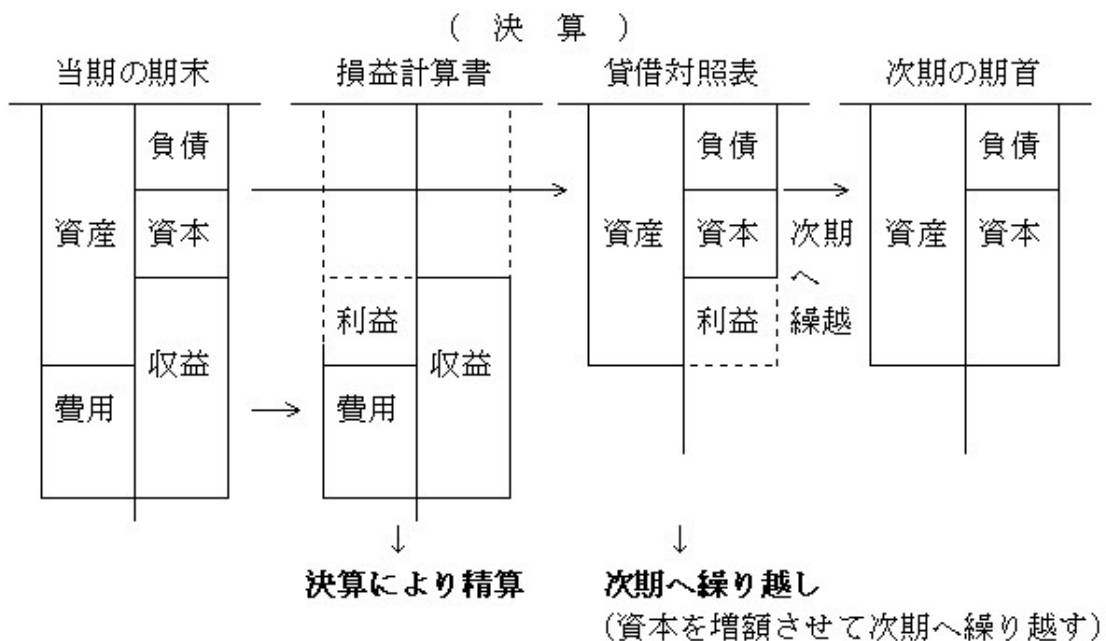 ( 決 算 )
当期の期末
損益計算書
貸借対照表
次期の期首
負債
資産
資本
収益
費用
利益
収益
費用
負債
資産
資本
利益
次期
へ
繰越
負債
資産
資本
決算により精算
次期へ繰り越し
(資本を増額させて次期へ繰り越す)